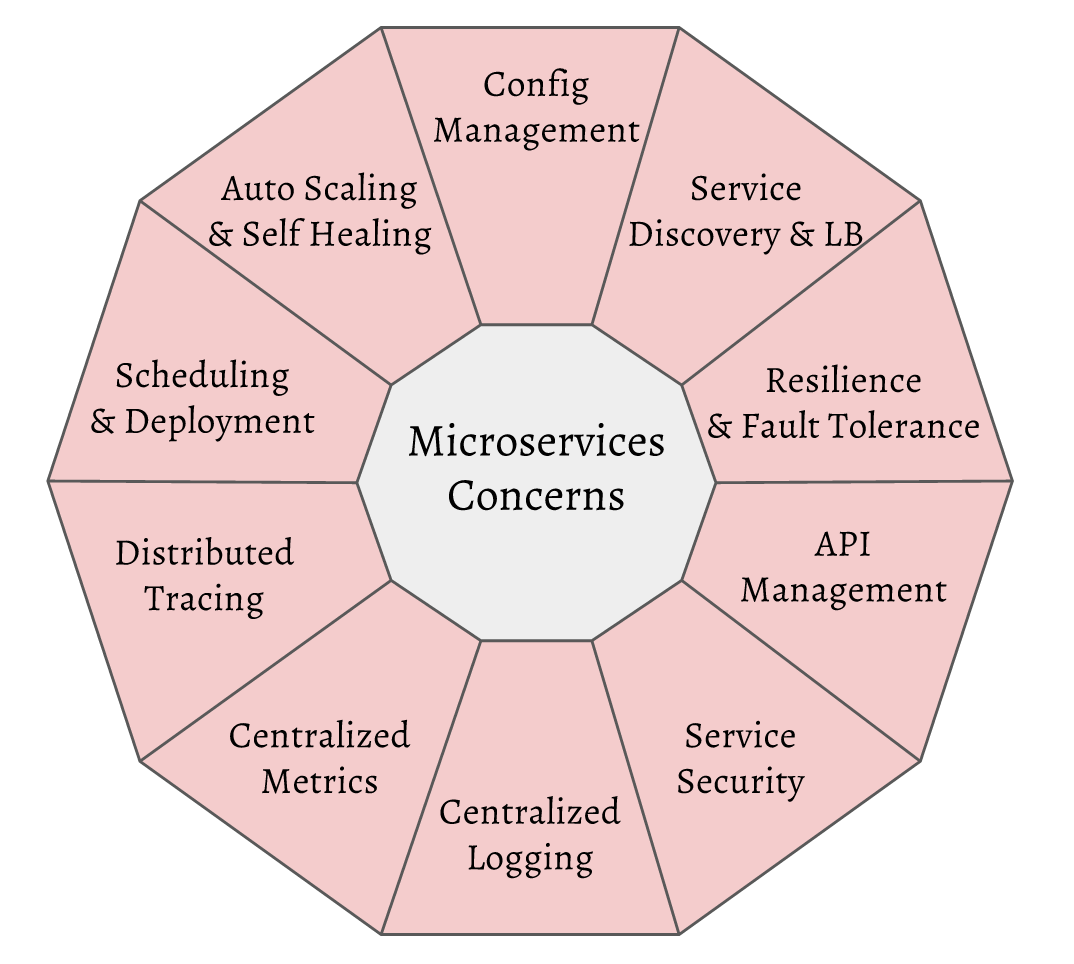 Config
Management
Service
Discovery & LB
Resilience
& Fault Tolerance
API
Management
Service
Security
Centralized
Logging
Centralized
Metrics
Distributed
Tracing
Scheduling
& Deployment
Auto Scaling
& Self Healing
Microservices
Concerns